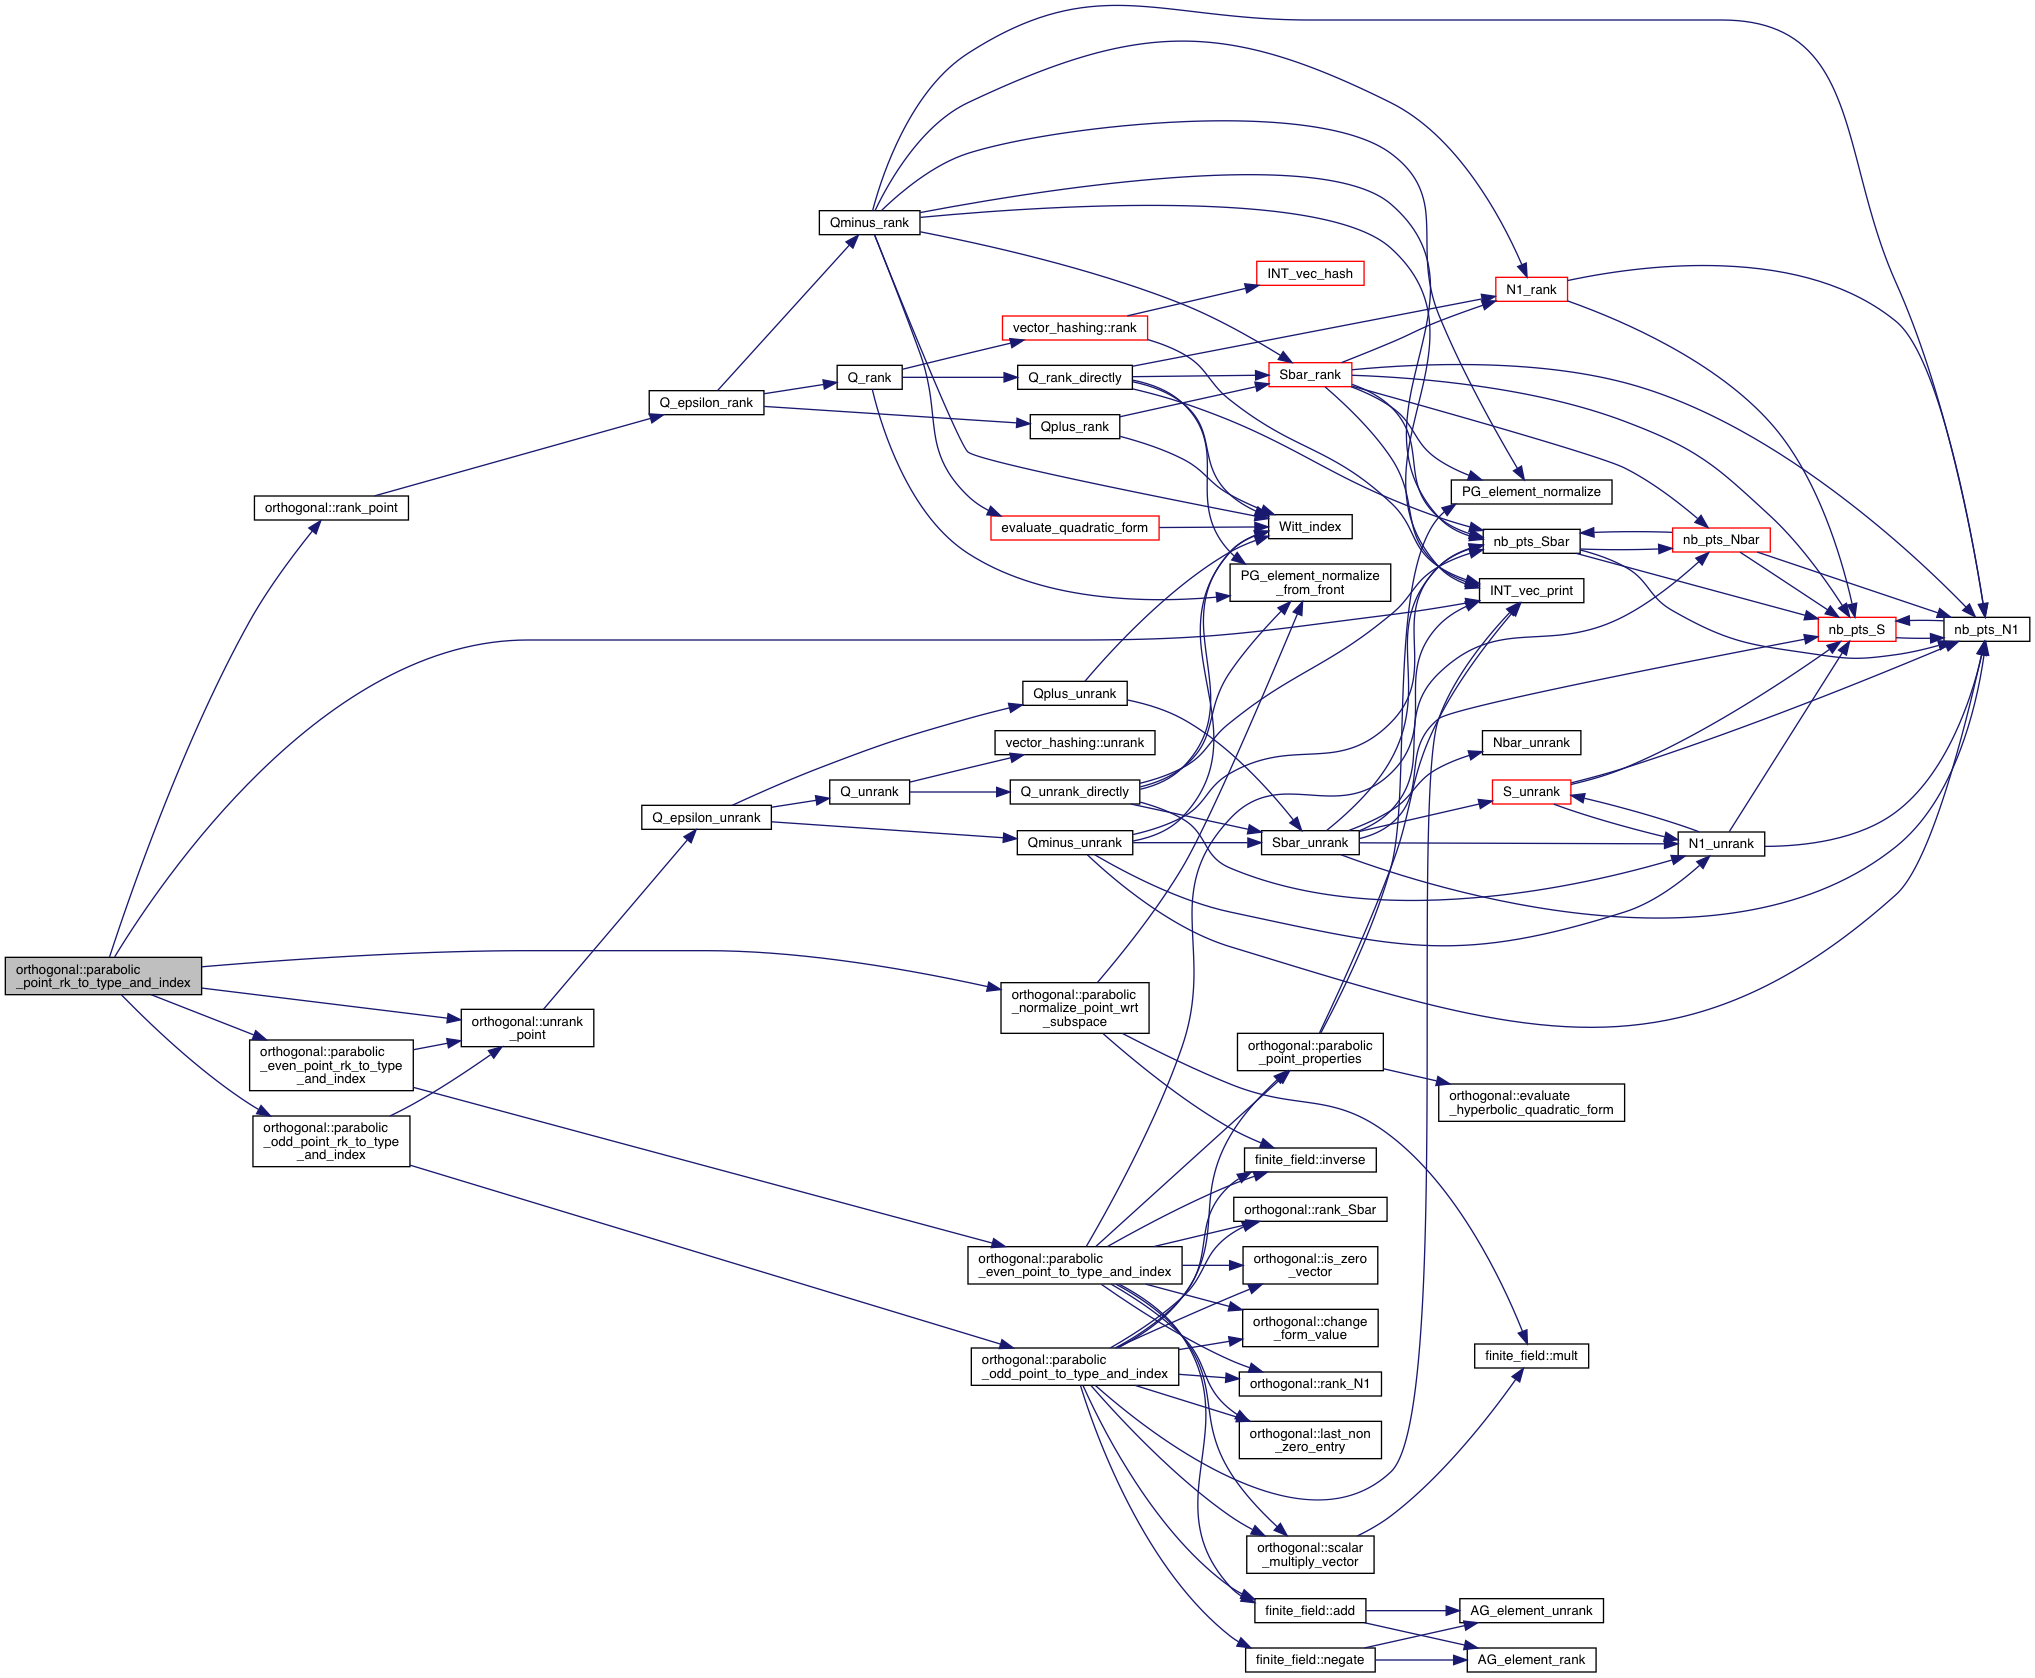 Qminus_rank
INT_vec_hash
N1_rank
vector_hashing::rank
Q_rank
Q_rank_directly
Sbar_rank
Q_epsilon_rank
Qplus_rank
PG_element_normalize
orthogonal::rank_point
evaluate_quadratic_form
Witt_index
nb_pts_Sbar
nb_pts_Nbar
PG_element_normalize
_from_front
INT_vec_print
nb_pts_S
nb_pts_N1
Qplus_unrank
vector_hashing::unrank
Nbar_unrank
Q_unrank
Q_unrank_directly
S_unrank
Q_epsilon_unrank
Qminus_unrank
Sbar_unrank
N1_unrank
orthogonal::parabolic
_point_rk_to_type_and_index
orthogonal::parabolic
_normalize_point_wrt
_subspace
orthogonal::unrank
_point
orthogonal::parabolic
_point_properties
orthogonal::parabolic
_even_point_rk_to_type
_and_index
orthogonal::evaluate
_hyperbolic_quadratic_form
orthogonal::parabolic
_odd_point_rk_to_type
_and_index
finite_field::inverse
orthogonal::rank_Sbar
orthogonal::parabolic
_even_point_to_type_and_index
orthogonal::is_zero
_vector
orthogonal::change
_form_value
orthogonal::parabolic
_odd_point_to_type_and_index
finite_field::mult
orthogonal::rank_N1
orthogonal::last_non
_zero_entry
orthogonal::scalar
_multiply_vector
finite_field::add
AG_element_unrank
finite_field::negate
AG_element_rank